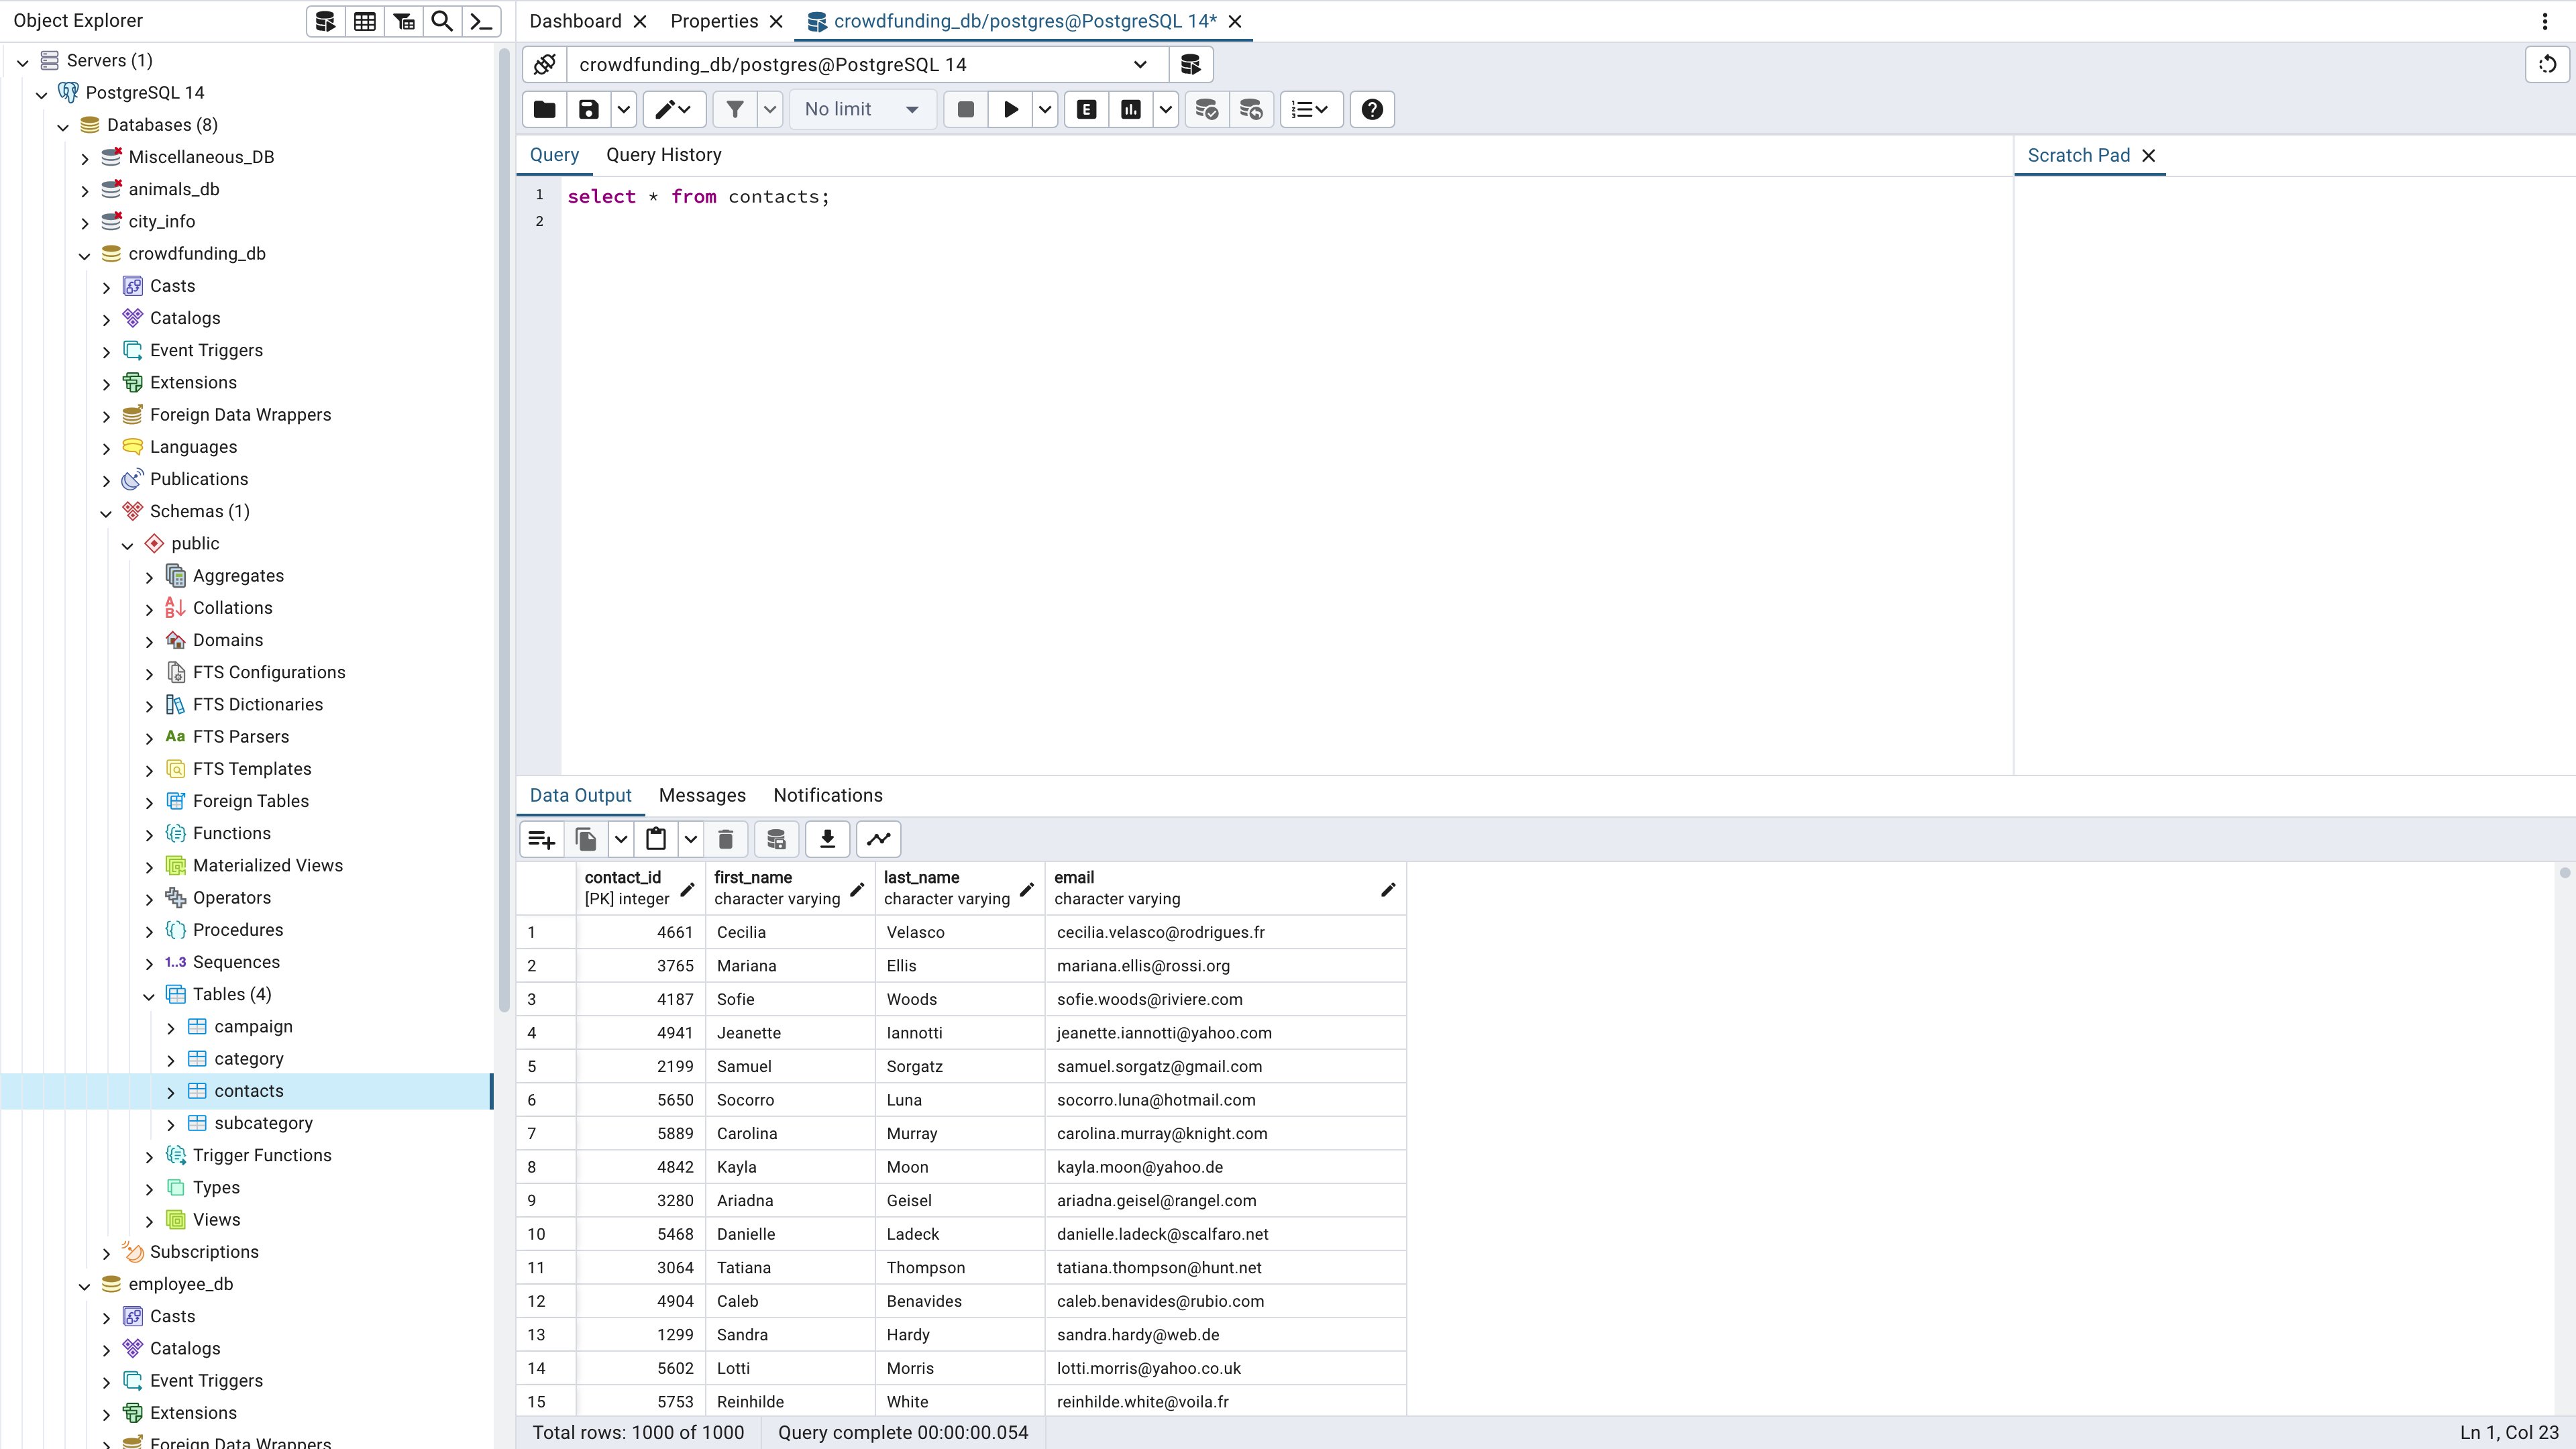 Object Explorer
Servers (1)
PostgreSQL 14
Databases (8)
Miscellaneous_DB
animals_db
city_info
crowdfunding_db
Casts
Catalogs
Event Triggers
Extensions
Foreign Data Wrappers
Languages
Publications
Schemas (1)
public
Aggregates
Collations
Domains
FTS Configurations
FTS Dictionaries
Aa FTS Parsers
FTS Templates
Foreign Tables
Functions
Materialized Views
Operators
Procedures
1..3 Sequences
Tables (4)
campaign
category
contacts
subcategory
Trigger Functions
Types
Views
Subscriptions
employee_db
Casts
Catalogs
Event Triggers
Extensions
Foreign Data Wrappers
Dashboard Properties crowdfunding_db/postgres@PostgreSQL 14*
crowdfunding_db/postgres@PostgreSQL 14
No limit E
Query Query History
Scratch Pad
1 select * from contacts;
2
Data Output Messages Notifications
contact_id first_name last_name email
[PK] integer character varying character varying character varying
1 4661 Cecilia Velasco cecilia.velasco@rodrigues.fr
2 3765 Mariana Ellis mariana.ellis@rossi.org
3 4187 Sofie Woods sofie.woods@riviere.com
4 4941 Jeanette Iannotti jeanette.iannotti@yahoo.com
5 2199 Samuel Sorgatz samuel.sorgatz@gmail.com
6 5650 Socorro Luna socorro.luna@hotmail.com
7 5889 Carolina Murray carolina.murray@knight.com
8 4842 Kayla Moon kayla.moon@yahoo.de
9 3280 Ariadna Geisel ariadna.geisel@rangel.com
10 5468 Danielle Ladeck danielle.ladeck@scalfaro.net
11 3064 Tatiana Thompson tatiana.thompson@hunt.net
12 4904 Caleb Benavides caleb.benavides@rubio.com
13 1299 Sandra Hardy sandra.hardy@web.de
14 5602 Lotti Morris lotti.morris@yahoo.co.uk
15 5753 Reinhilde White reinhilde.white@voila.fr
Total rows: 1000 of 1000 Query complete 00:00:00.054 Ln 1, Col 23